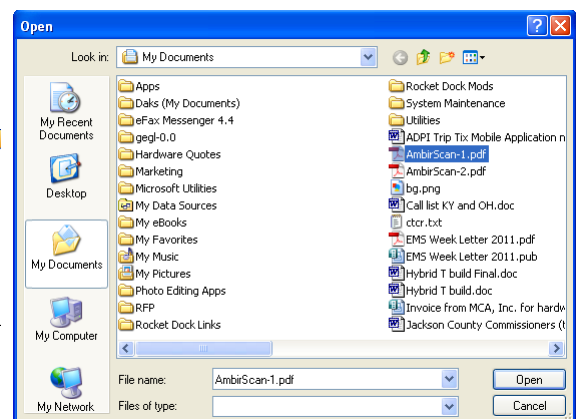 Open
Look in: My Documents
My Recent
Documents
Desktop
My Documents
My Computer
My Network
Apps
Daks (My Documents)
eFax Messenger 4.4
gegl-0.0
Hardware Quotes
Marketing
Microsoft Utilities
My Data Sources
My eBooks
My Favorites
My Music
My Pictures
Photo Editing Apps
RFP
Rocket Dock Links
Rocket Dock Mods
System Maintenance
Utilities
ADPI Trip Tix Mobile Application n
AmbirScan-1.pdf
AmbirScan-2.pdf
bg.png
Call list KY and OH.doc
ctcr.txt
EMS Week Letter 2011.pdf
EMS Week Letter 2011.pub
Hybrid T build Final.doc
Hybrid T build.doc
Invoice from MCA, Inc. for hardw
Jackson County Commissioners (t
File name: AmbirScan-1.pdf Open
Files of type: Cancel